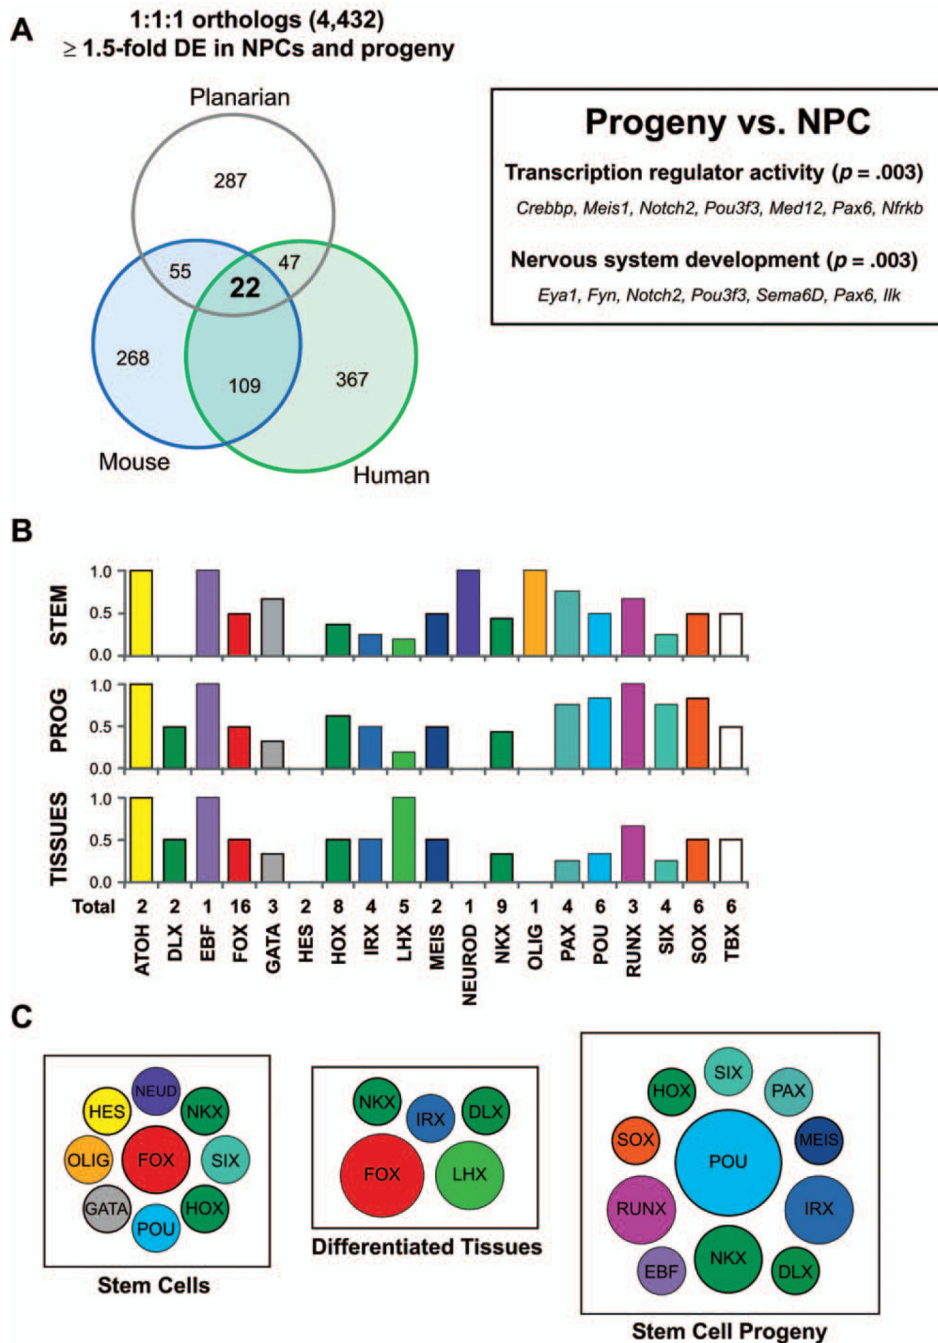 A
1:1:1 orthologs (4,432)
≥ 1.5-fold DE in NPCs and progeny
Planarian
287
55
47
22
268
109
367
Mouse
Human
Progeny vs. NPC
Transcription regulator activity (p = .003)
Crebbp, Meis1, Notch2, Pou3f3, Med12, Pax6, Nfrkb
Nervous system development (p = .003)
Eya1, Fyn, Notch2, Pou3f3, Sema6D, Pax6, Ilk
B
STEM
1.0
0.5
0.0
PROG
1.0
0.5
0.0
TISSUES
1.0
0.5
0.0
Total 2 2 1 16 3 2 8 4 5 2 1 9 1 4 6 3 4 6 6
ATOH DLX EBF FOX GATA HES HOX IRX LHX MEIS NEUROD NKX OLIG PAX POU RUNX SIX SOX TBX
C
NEUD
HES
NKX
OLIG
FOX
SIX
GATA
HOX
POU
Stem Cells
NKX
IRX
DLX
FOX
LHX
Differentiated Tissues
SIX
HOX
PAX
SOX
MEIS
POU
RUNX
IRX
NKX
EBF
DLX
Stem Cell Progeny